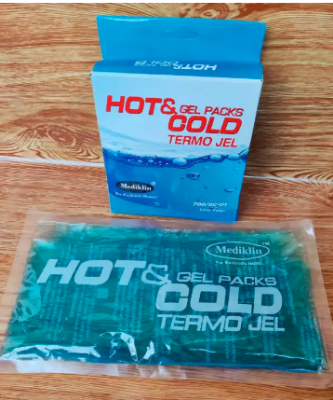 HOT& GEL PACKS
COLD
TERMO JEL
Mediklin
HOT& GEL PACKS
COLD
TERMO JEL
Mediklin